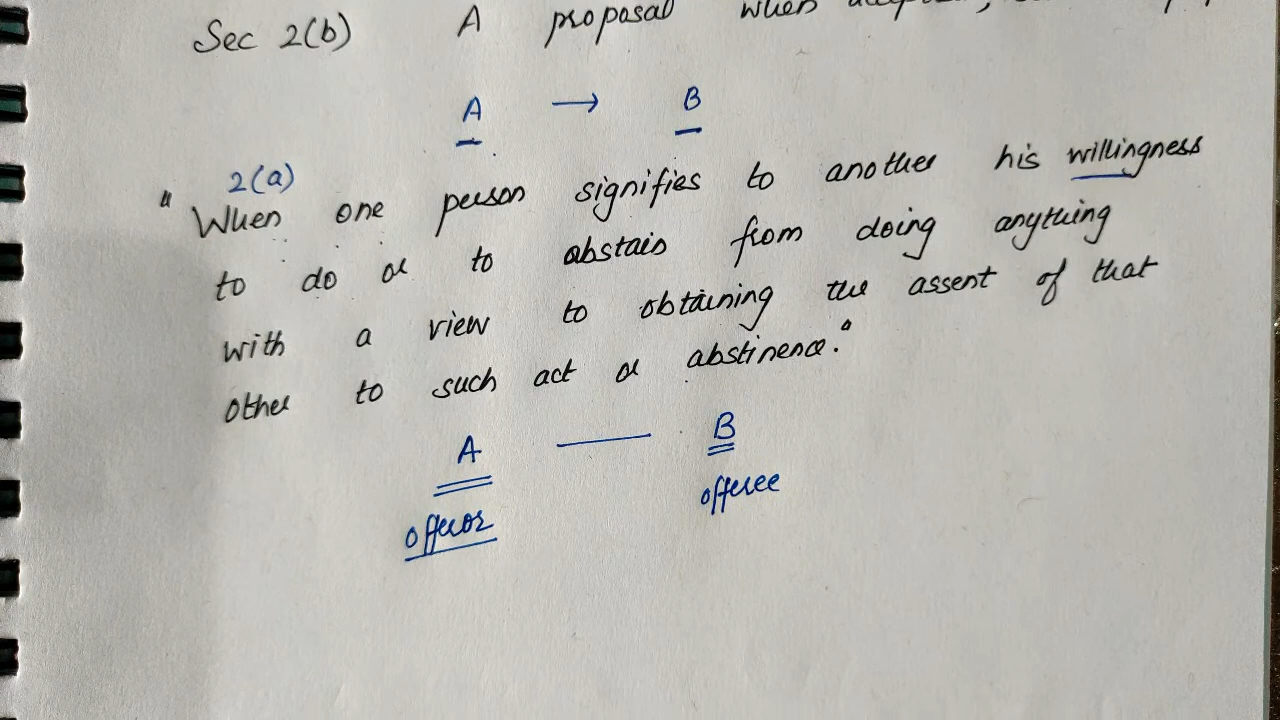 Sec 2(b) A proposal when
A → B
2(a)
"When one person signifies to another his willingness
to do or to abstain from doing anything
with a view to obtaining the assent of that
other to such act or abstinence."
A — B
offeror offeree